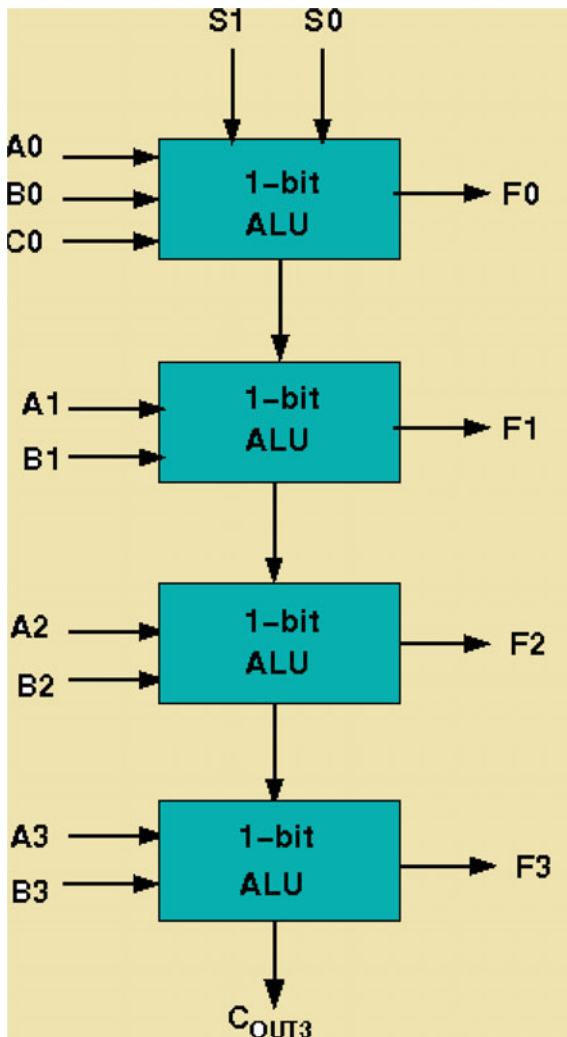 S1 S0
A0
B0
C0
1-bit
ALU
F0
A1
B1
1-bit
ALU
F1
A2
B2
1-bit
ALU
F2
A3
B3
1-bit
ALU
F3
COUT3